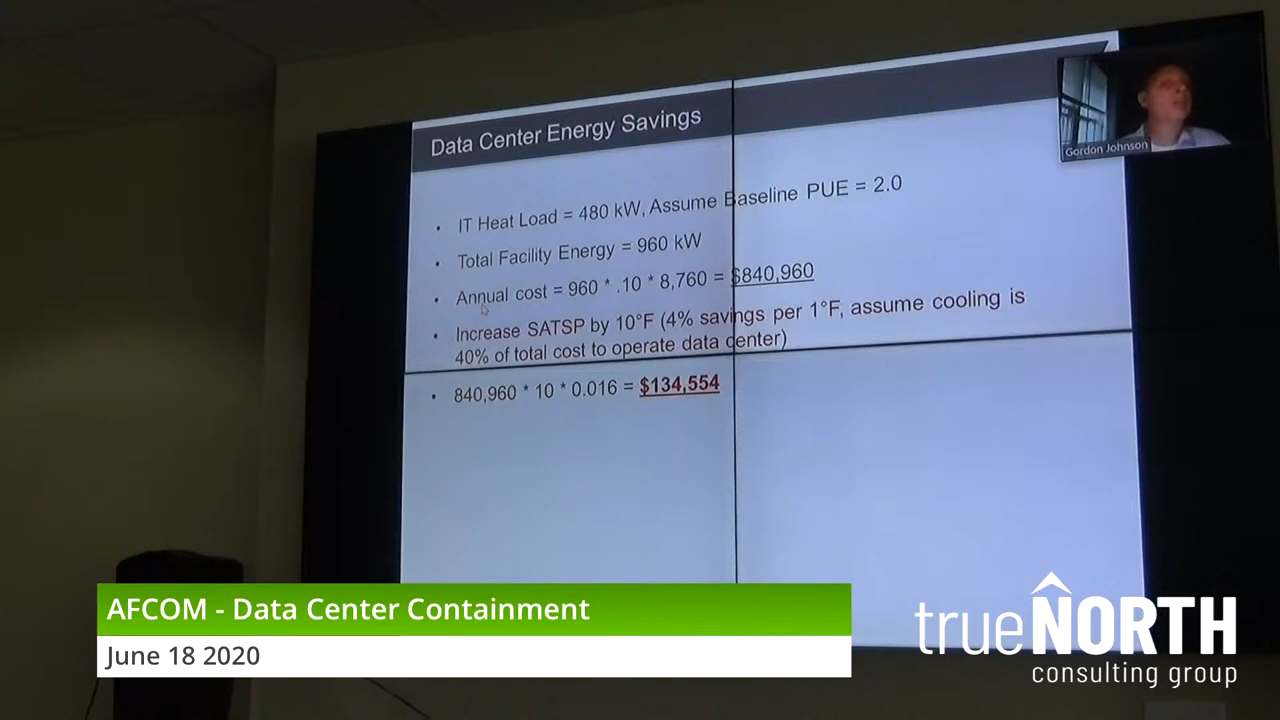 Data Center Energy Savings
Gordon Johnson
• IT Heat Load = 480 kW, Assume Baseline PUE = 2.0
• Total Facility Energy = 960 kW
• Annual cost = 960 * .10 * 8,760 = $840,960
• Increase SATSP by 10°F (4% savings per 1°F, assume cooling is
40% of total cost to operate data center)
• 840,960 * 10 * 0.016 = $134,554
AFCOM - Data Center Containment
June 18 2020
trueNORTH
consulting group